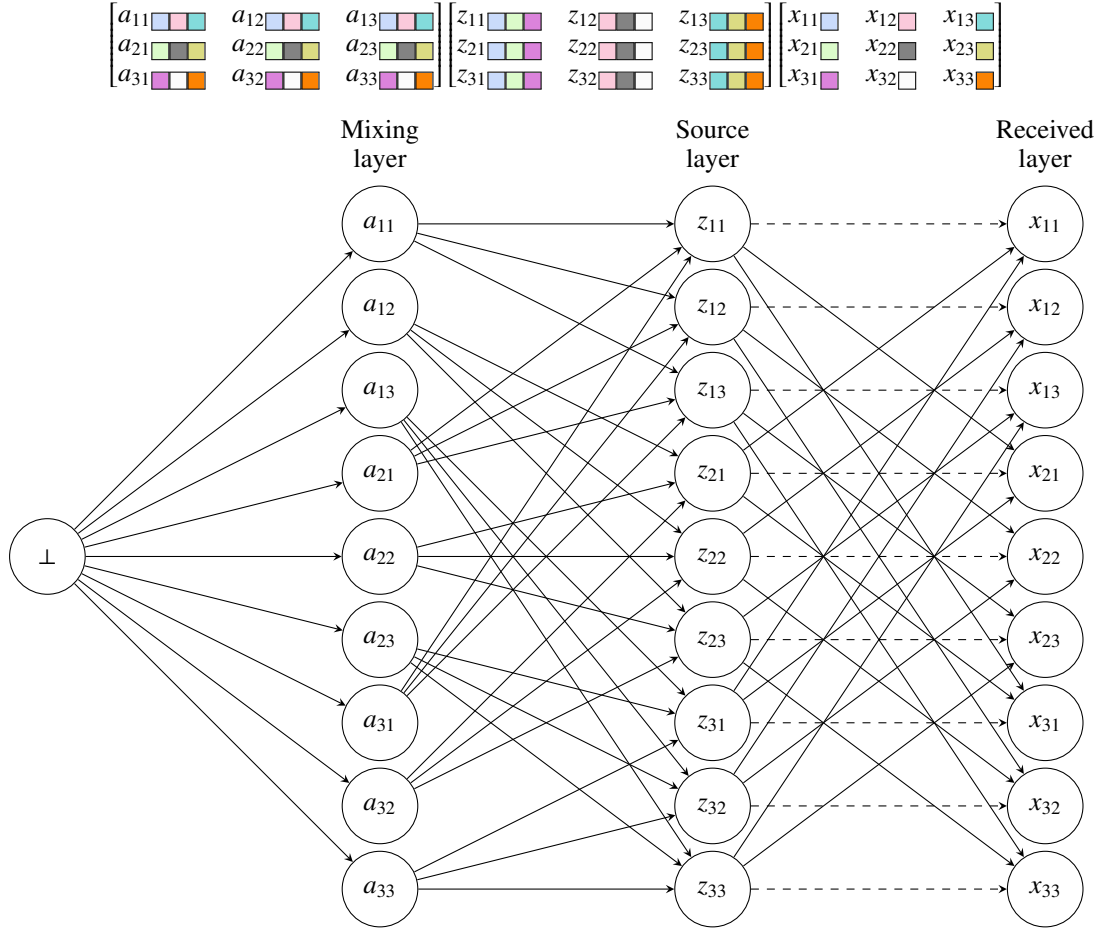 a11 a12 a13 z11 z12 z13 x11 x12 x13
a21 a22 a23 z21 z22 z23 x21 x22 x23
a31 a32 a33 z31 z32 z33 x31 x32 x33
Mixing layer
Source layer
Received layer
a11 z11 x11
a12 z12 x12
a13 z13 x13
a21 z21 x21
⊥ a22 z22 x22
a23 z23 x23
a31 z31 x31
a32 z32 x32
a33 z33 x33